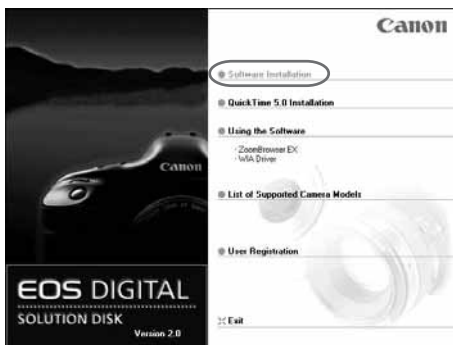 Canon
Software Installation
QuickTime 5.0 Installation
Using the Software
· ZoomBrowser EX
· WIA Driver
List of Supported Camera Models
User Registration
Exit
Canon
EOS DIGITAL
SOLUTION DISK
Version 2.0